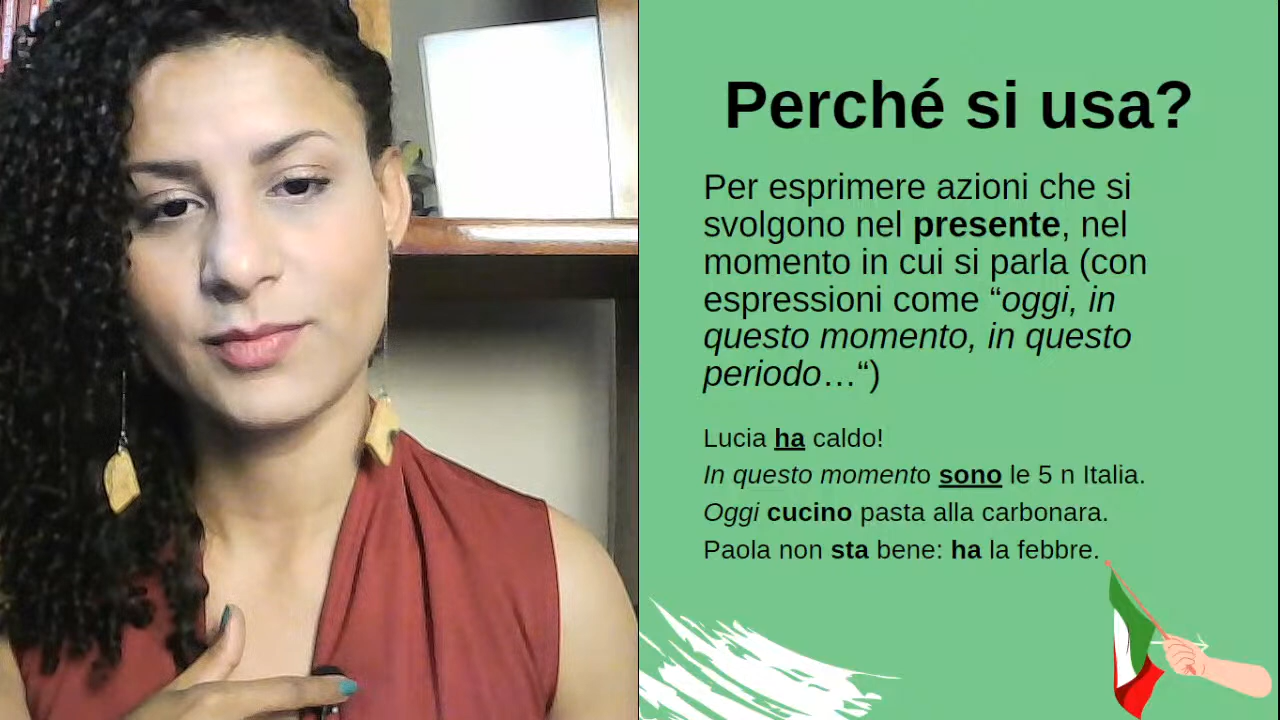 Perché si usa?
Per esprimere azioni che si
svolgono nel presente, nel
momento in cui si parla (con
espressioni come “oggi, in
questo momento, in questo
periodo…“)
Lucia ha caldo!
In questo momento sono le 5 n Italia.
Oggi cucino pasta alla carbonara.
Paola non sta bene: ha la febbre.